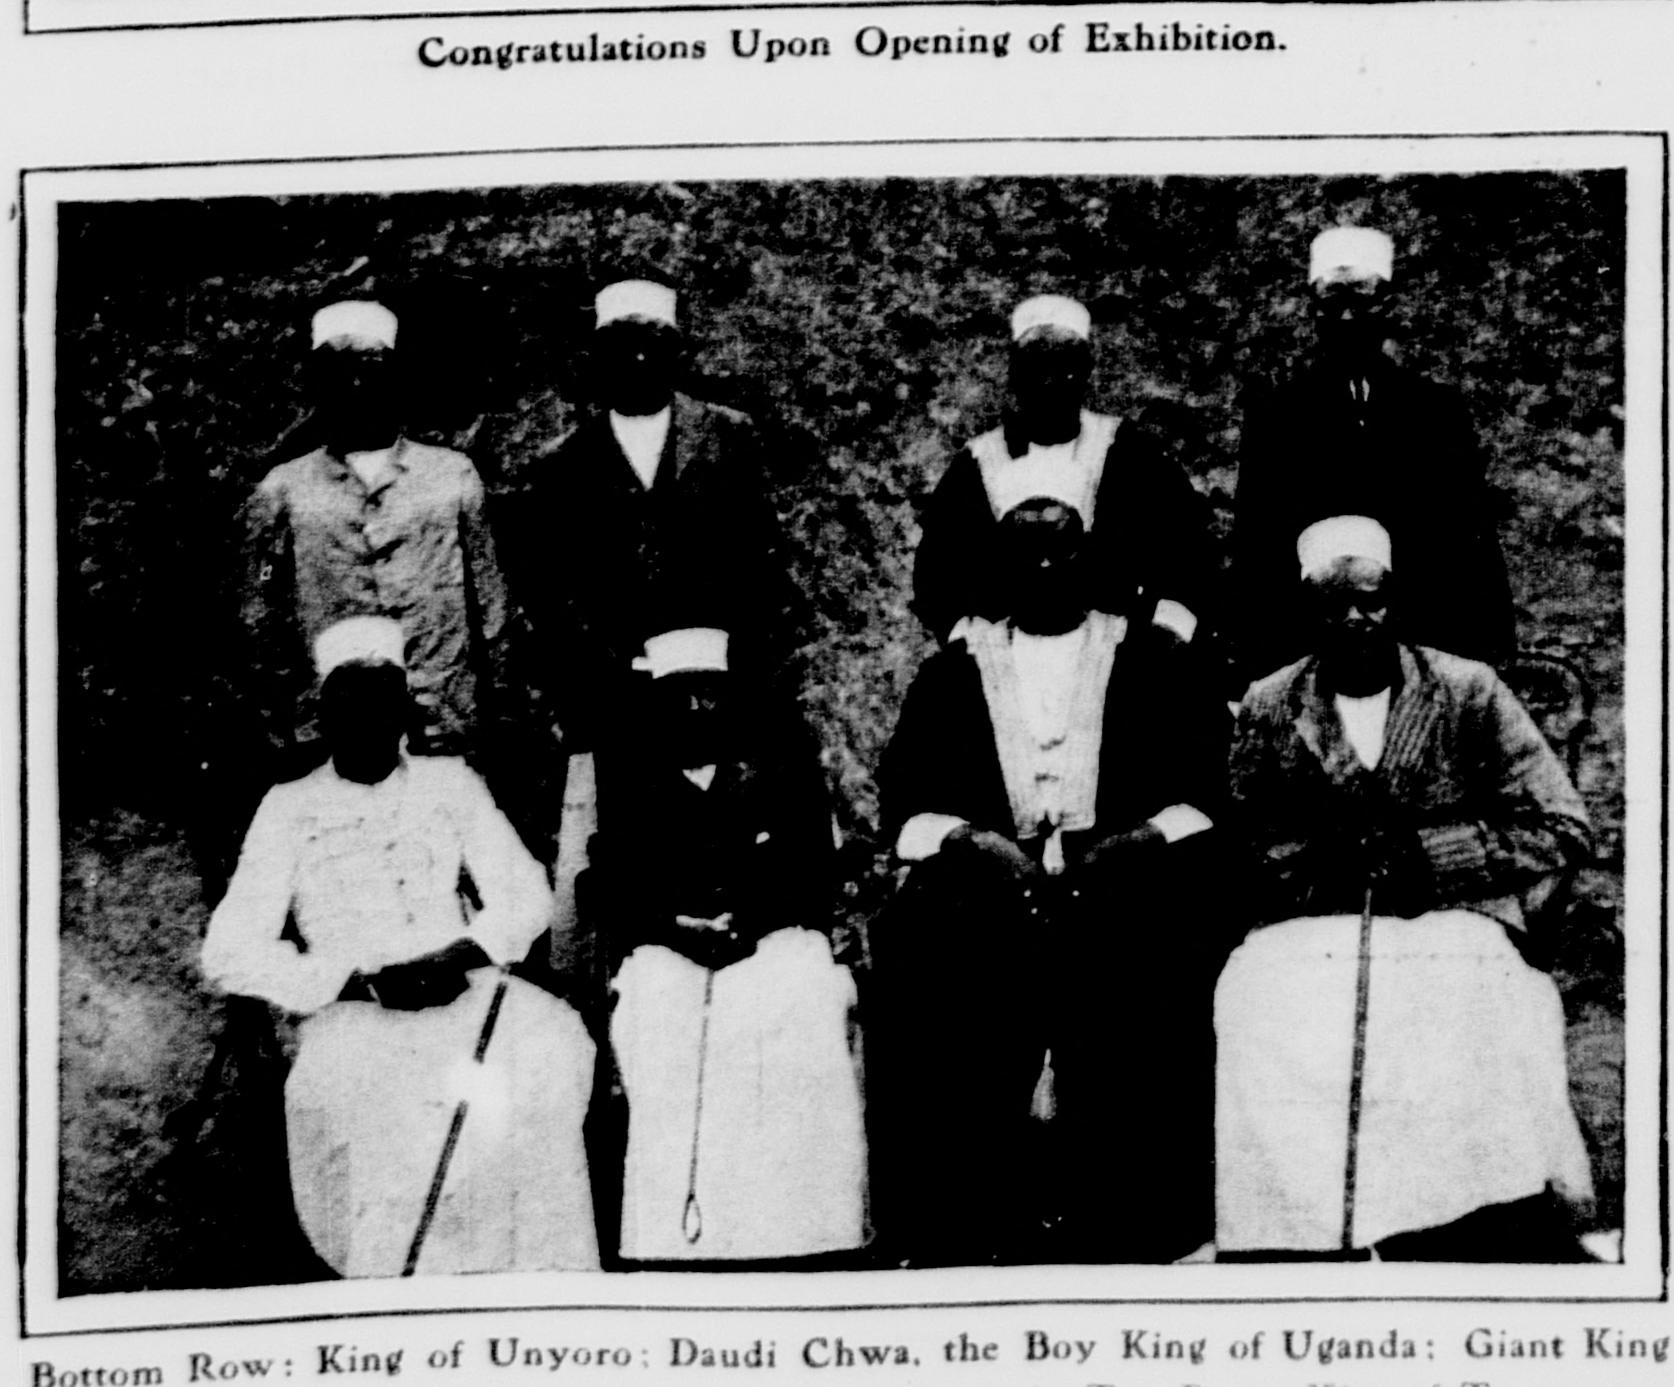 Congratulations Upon Opening of Exhibition.
Bottom Row: King of Unyoro; Daudi Chwa, the Boy King of Uganda; Giant King